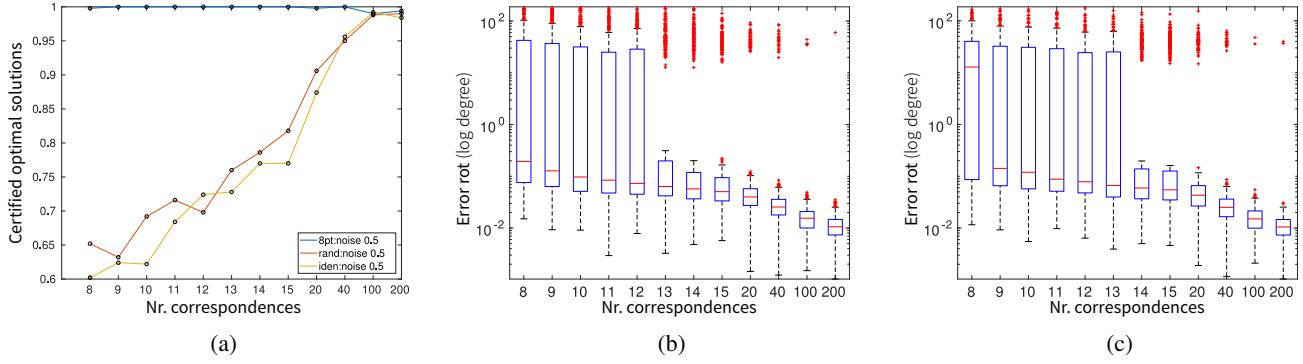 Certified optimal solutions
1
0.95
0.9
0.85
0.8
0.75
0.7
0.65
0.6
8 9 10 11 12 13 14 15 20 40 100 200
Nr. correspondences
8pt:noise 0.5
rand:noise 0.5
iden:noise 0.5
(a)
Error rot (log degree)
10^2
10^0
10^-2
8 9 10 11 12 13 14 15 20 40 100 200
Nr. correspondences
(b)
Error rot (log degree)
10^2
10^0
10^-2
8 9 10 11 12 13 14 15 20 40 100 200
Nr. correspondences
(c)